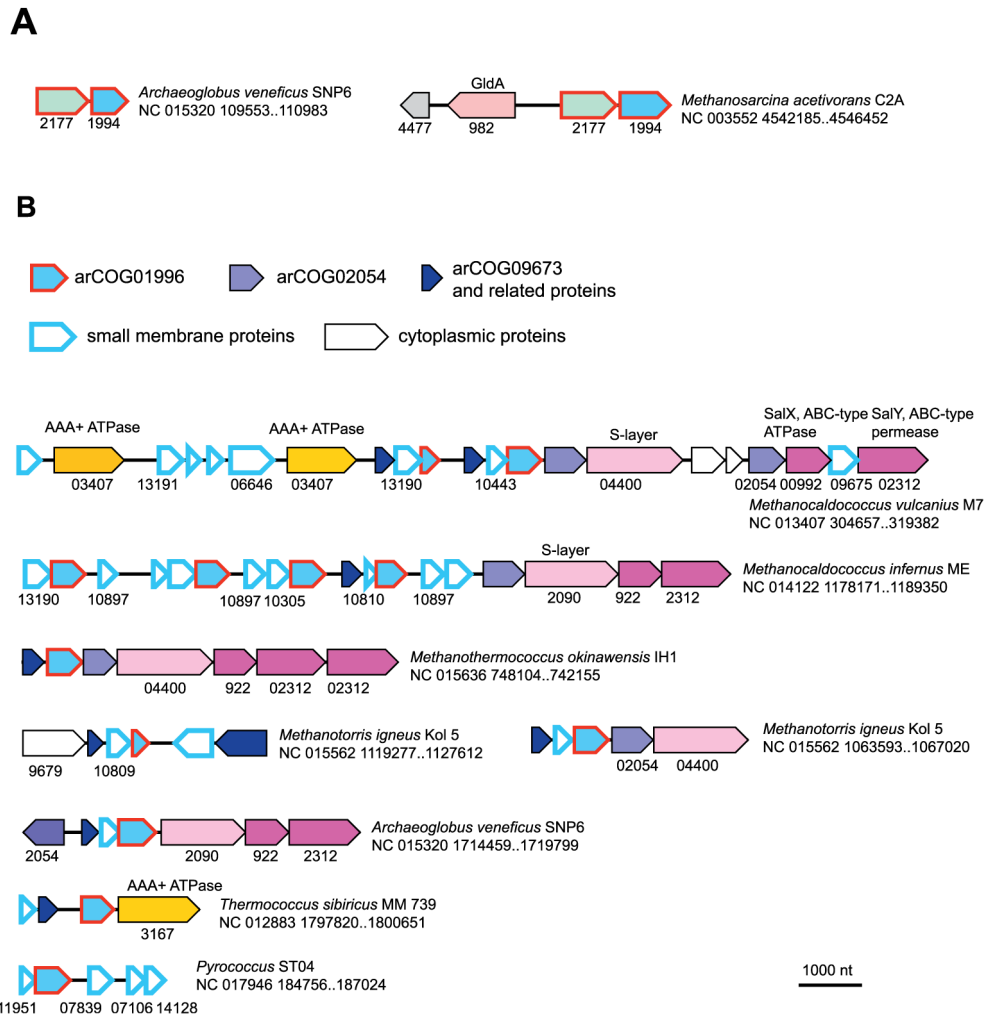 A
Archaeoglobus veneficus SNP6
NC 015320 109553..110983
2177 1994
GldA
Methanosarcina acetivorans C2A
NC 003552 4542185..4546452
4477 982 2177 1994
B
arCOG01996
arCOG02054
arCOG09673
and related proteins
small membrane proteins
cytoplasmic proteins
AAA+ ATPase
AAA+ ATPase
S-layer
SalX, ABC-type
ATPase
SalY, ABC-type
permease
03407 13191 06646 03407 13190 10443 04400 02054 00992 09675 02312
Methanocaldococcus vulcanius M7
NC 013407 304657..319382
S-layer
Methanocaldococcus infernus ME
NC 014122 1178171..1189350
13190 10897 10897 10305 10810 10897 2090 922 2312
Methanothermococcus okinawensis IH1
NC 015636 748104..742155
04400 922 02312 02312
Methanotorris igneus Kol 5
NC 015562 1119277..1127612
9679 10809
Methanotorris igneus Kol 5
NC 015562 1063593..1067020
02054 04400
Archaeoglobus veneficus SNP6
NC 015320 1714459..1719799
2054 2090 922 2312
AAA+ ATPase
Thermococcus sibiricus MM 739
NC 012883 1797820..1800651
3167
Pyrococcus ST04
NC 017946 184756..187024
11951 07839 07106 14128
1000 nt